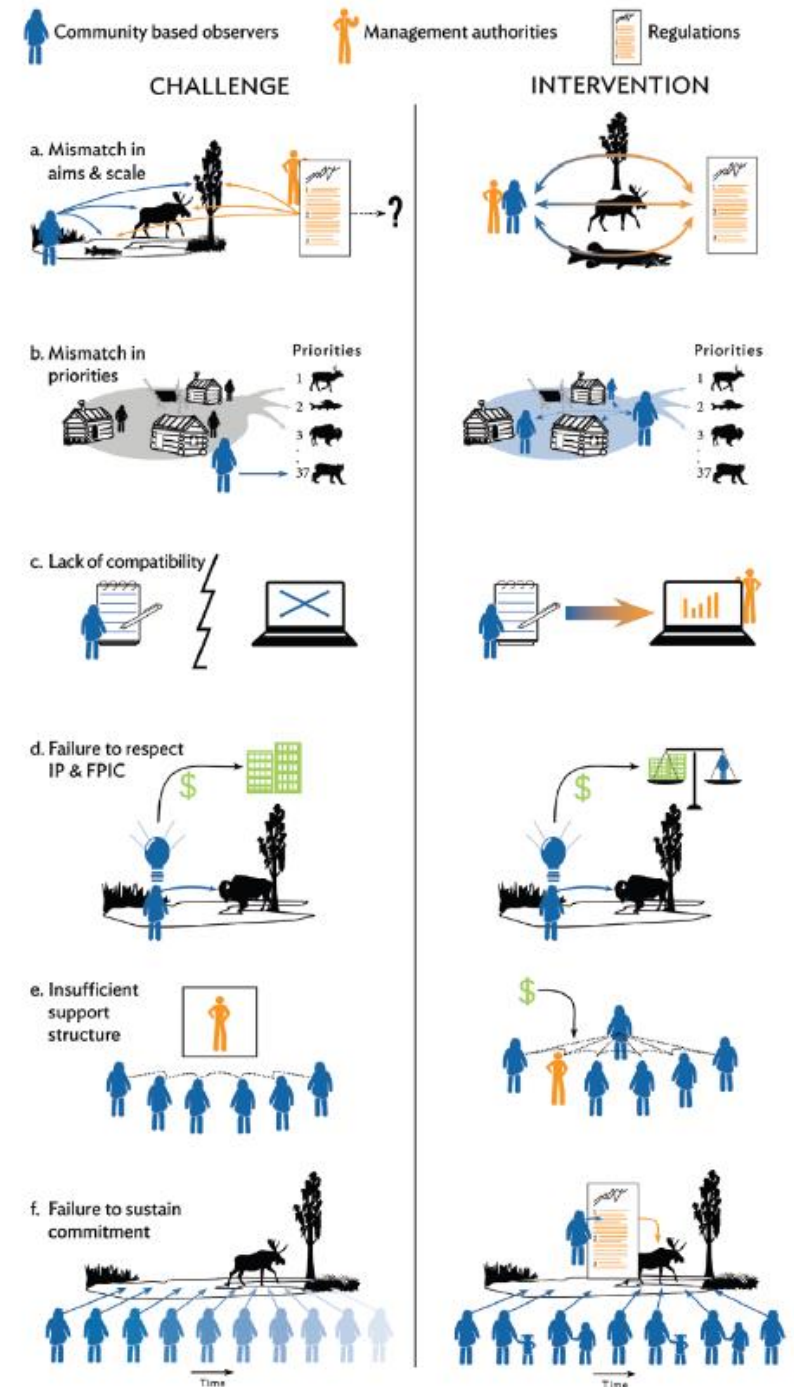 Community based observers
Management authorities
Regulations
CHALLENGE
INTERVENTION
a. Mismatch in
aims & scale
?
b. Mismatch in
priorities
Priorities
1
2
3
.
.
37
Priorities
1
2
3
.
.
37
c. Lack of compatibility
d. Failure to respect
IP & FPIC
$
$
e. Insufficient
support
structure
$
f. Failure to sustain
commitment
Time
Time